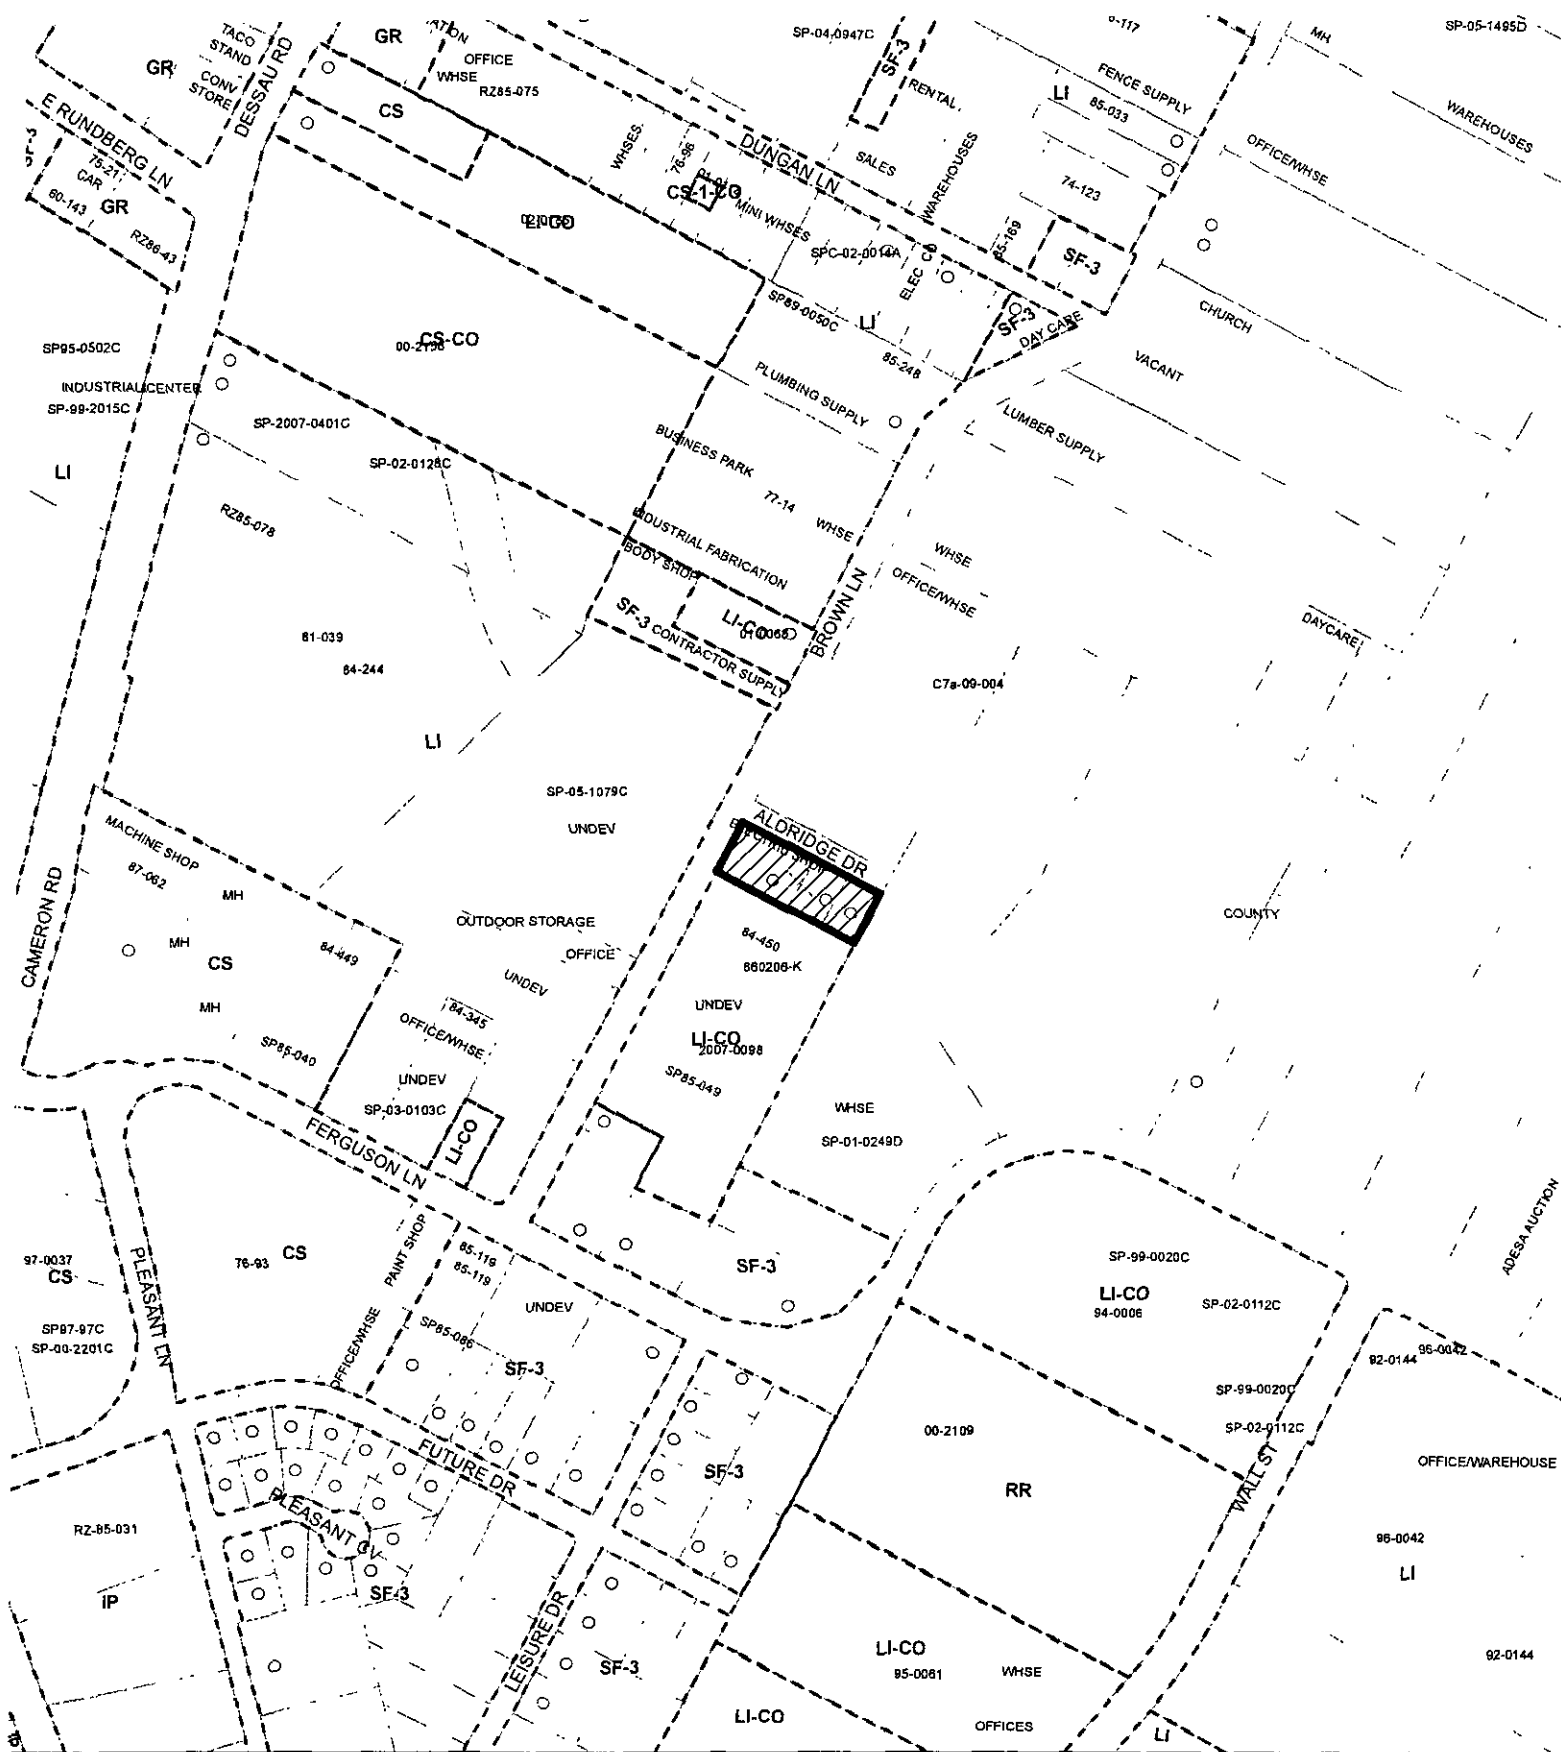 TACO
STAND
GR
ATION
OFFICE
WHSE
RZ85-075
SP-04-0947C
SF-3
6-117
MH
SP-05-1495D
GR
CONV
STORE
DESSAU RD
CS
RENTAL
LI
FENCE SUPPLY
85-033
WAREHOUSES
E RUNDBERG LN
SF-3
75-21
CAR
60-143
GR
RZ86-43
WHSES
76-96
DUNGAN LN
SALES
WAREHOUSES
OFFICE/WHSE
74-123
CS-1-CO
MINI WHSES
LI-CO
SPC-02-0014A
ELEC CO
85-169
SF-3
SP89-0050C
LI
SF-3
DAY CARE
CHURCH
SP95-0502C
CS-CO
85-248
VACANT
INDUSTRIAL CENTER
SP-99-2015C
PLUMBING SUPPLY
SP-2007-0401C
LUMBER SUPPLY
BUSINESS PARK
LI
SP-02-0128C
77-14
RZ85-078
WHSE
INDUSTRIAL FABRICATION
WHSE
BODY SHOP
OFFICE/WHSE
SF-3
LI-CO
BROWN LN
DAYCARE
81-039
CONTRACTOR SUPPLY
84-244
C7a-09-004
LI
SP-05-1079C
UNDEV
ALDRIDGE DR
MACHINE SHOP
87-062
CAMERON RD
MH
OUTDOOR STORAGE
COUNTY
MH
84-449
OFFICE
84-450
CS
860206-K
UNDEV
MH
84-345
UNDEV
OFFICE/WHSE
LI-CO
2007-0098
SP85-040
UNDEV
SP85-049
SP-03-0103C
WHSE
FERGUSON LN
LI-CO
SP-01-0249D
ADESA AUCTION
PAINT SHOP
97-0037
CS
76-93
CS
85-119
85-119
SP-99-0020C
PLEASANT LN
SF-3
LI-CO
94-0006
SP-02-0112C
UNDEV
SP97-97C
SP-00-2201C
SP85-086
OFFICE/WHSE
SF-3
92-0144
96-0042
SP-99-0020C
00-2109
SP-02-0112C
FUTURE DR
SF-3
OFFICE/WAREHOUSE
RR
WALL ST
PLEASANT CV
RZ-85-031
96-0042
LI
IP
SF-3
LEISURE DR
LI-CO
95-0061
WHSE
92-0144
SF-3
LI-CO
OFFICES
LI